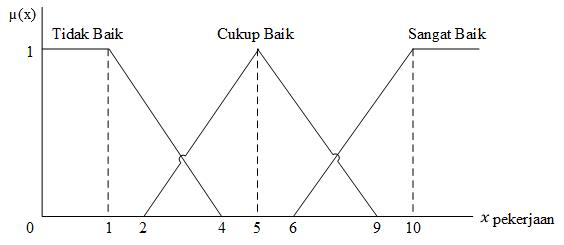 µ(x)
Tidak Baik Cukup Baik Sangat Baik
1
0 1 2 4 5 6 9 10 x pekerjaan